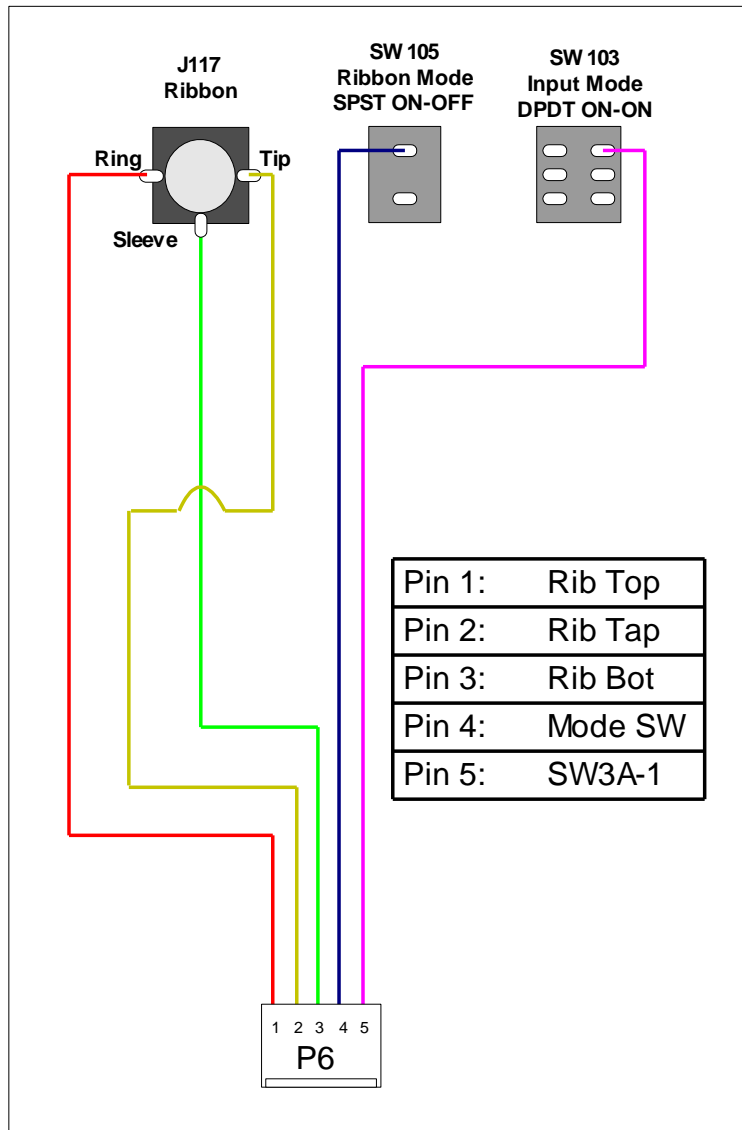 J117
Ribbon
SW 105
Ribbon Mode
SPST ON-OFF
SW 103
Input Mode
DPDT ON-ON
Ring
Tip
Sleeve
Pin 1: Rib Top
Pin 2: Rib Tap
Pin 3: Rib Bot
Pin 4: Mode SW
Pin 5: SW3A-1
1 2 3 4 5
P6